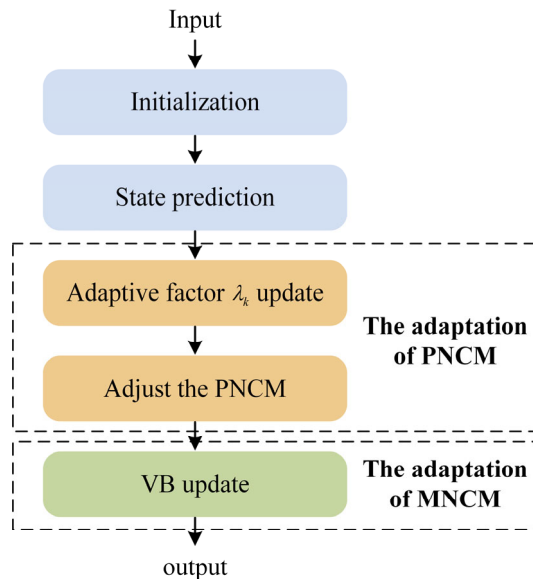 Input
Initialization
State prediction
Adaptive factor λk update
The adaptation
of PNCM
Adjust the PNCM
VB update
The adaptation
of MNCM
output